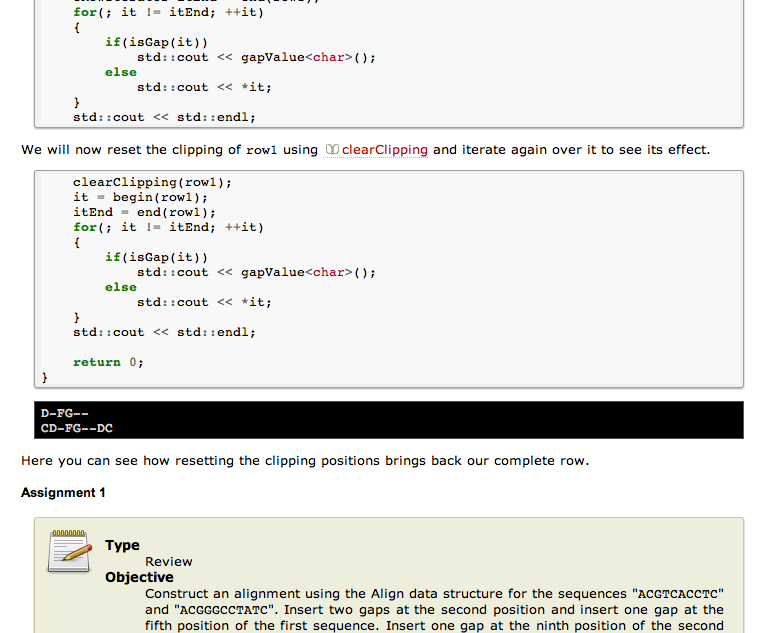 for(; it != itEnd; ++it)
{
if(isGap(it))
std::cout << gapValue<char>();
else
std::cout << *it;
}
std::cout << std::endl;
We will now reset the clipping of row1 using clearClipping and iterate again over it to see its effect.
clearClipping(row1);
it = begin(row1);
itEnd = end(row1);
for(; it != itEnd; ++it)
{
if(isGap(it))
std::cout << gapValue<char>();
else
std::cout << *it;
}
std::cout << std::endl;
return 0;
}
D-FG--
CD-FG--DC
Here you can see how resetting the clipping positions brings back our complete row.
Assignment 1
Type
Review
Objective
Construct an alignment using the Align data structure for the sequences "ACGTCACCTC"
and "ACGGGCCTATC". Insert two gaps at the second position and insert one gap at the
fifth position of the first sequence. Insert one gap at the ninth position of the second